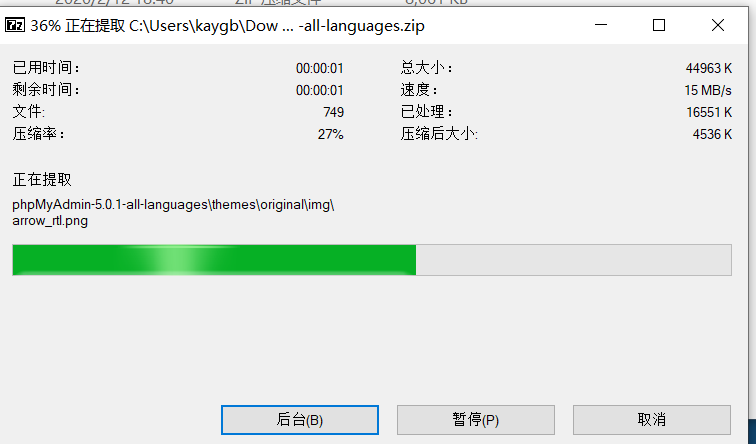 36% 正在提取 C:\Users\kaygb\Dow ... -all-languages.zip
已用时间： 00:00:01 总大小： 44963 K
剩余时间： 00:00:01 速度： 15 MB/s
文件: 749 已处理： 16551 K
压缩率： 27% 压缩后大小: 4536 K
正在提取
phpMyAdmin-5.0.1-all-languages\themes\original\img\
arrow_rtl.png
后台(B) 暂停(P) 取消